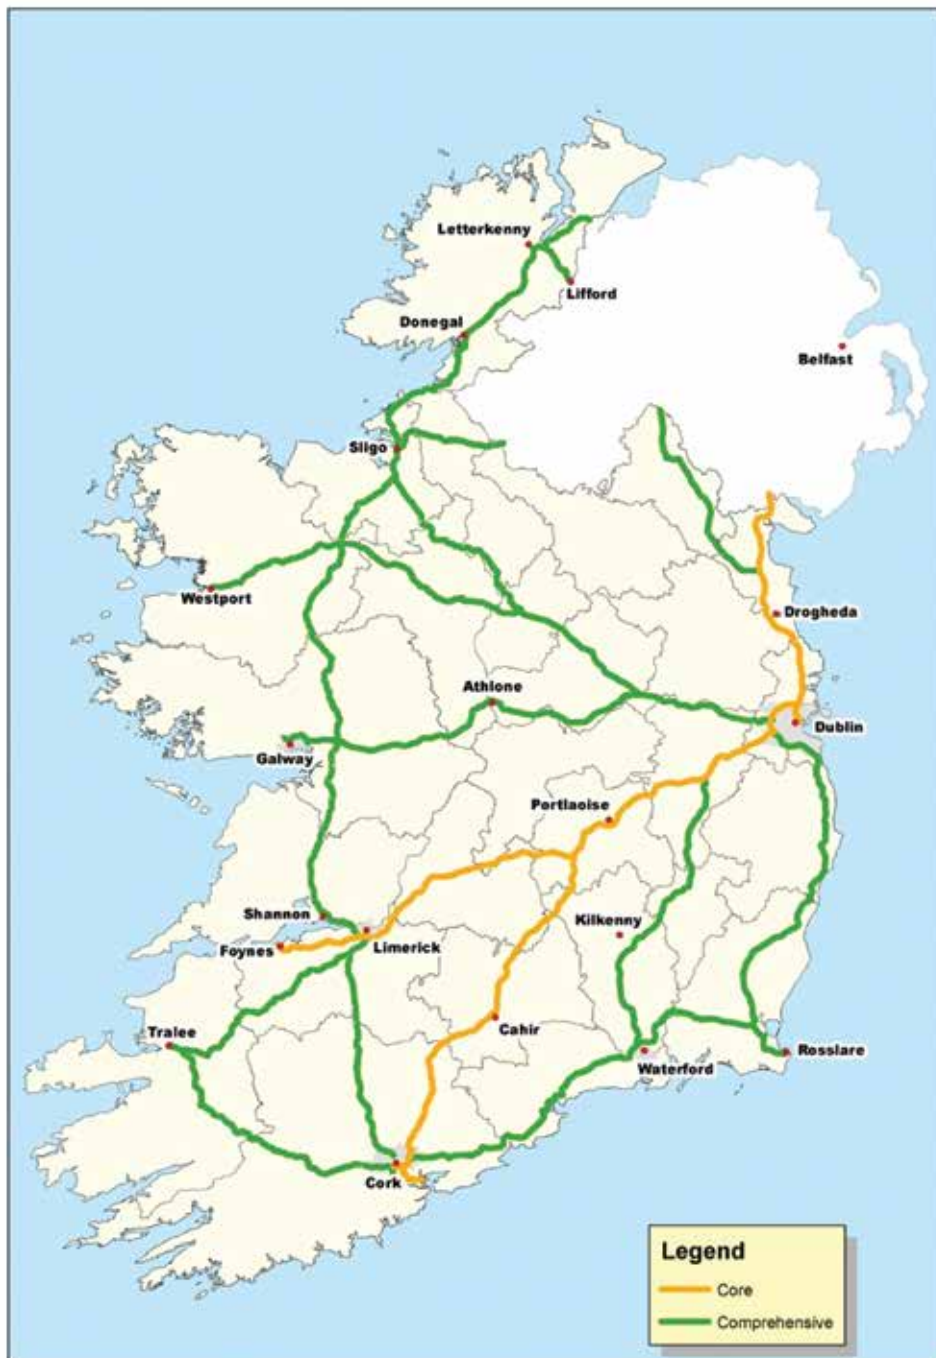 Letterkenny
Lifford
Donegal
Belfast
Sligo
Westport
Drogheda
Athlone
Dublin
Galway
Portlaoise
Shannon
Kilkenny
Foynes
Limerick
Cahir
Tralee
Rosslare
Waterford
Cork
Legend
Core
Comprehensive